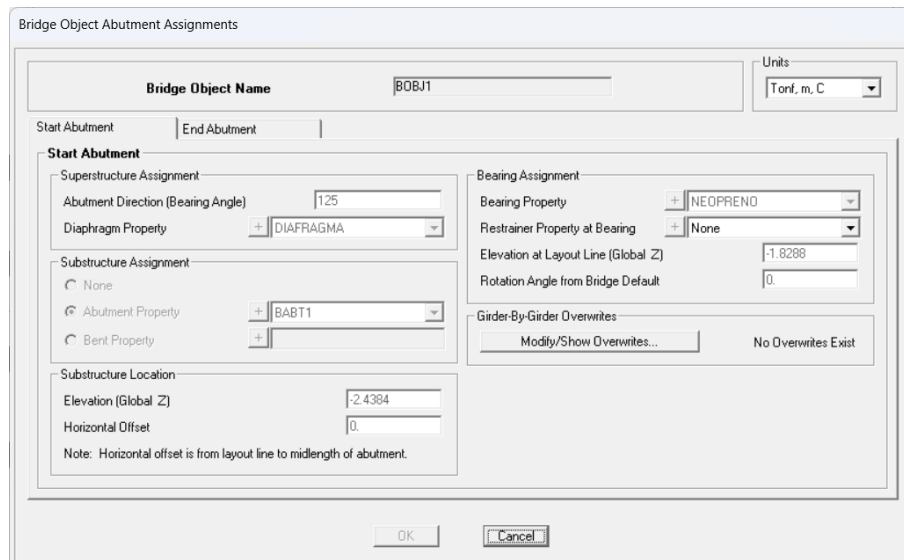 Bridge Object Abutment Assignments
Units
Bridge Object Name BOBJ1 Tonf, m, C
Start Abutment End Abutment
Start Abutment
Superstructure Assignment
Abutment Direction (Bearing Angle) 125
Diaphragm Property + DIAFRAGMA
Substructure Assignment
None
Abutment Property + BABT1
Bent Property +
Substructure Location
Elevation (Global Z) -2.4384
Horizontal Offset 0.
Note: Horizontal offset is from layout line to midlength of abutment.
Bearing Assignment
Bearing Property + NEOPRENO
Restrainer Property at Bearing + None
Elevation at Layout Line (Global Z) -1.8288
Rotation Angle from Bridge Default 0.
Girder-By-Girder Overwrites
Modify/Show Overwrites... No Overwrites Exist
OK Cancel